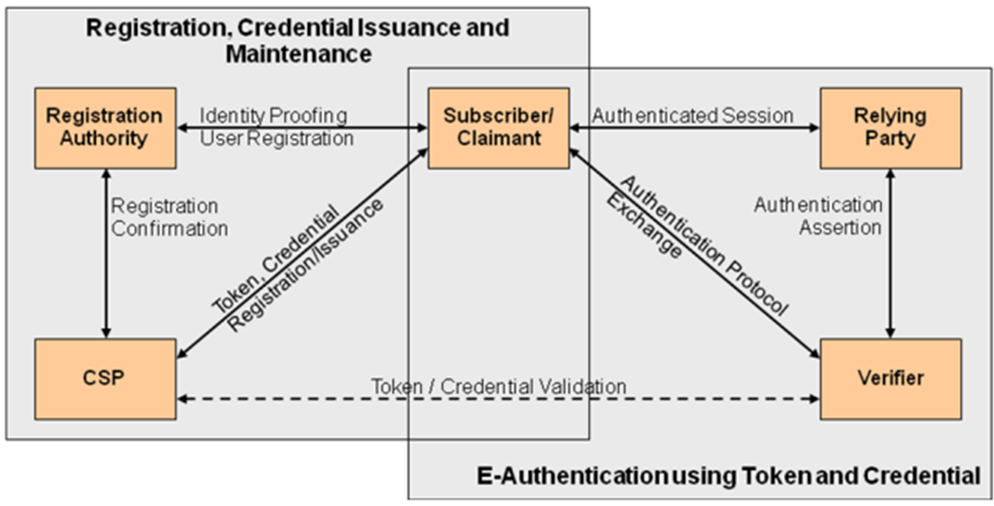 Registration, Credential Issuance and
Maintenance
Registration
Authority
Identity Proofing
User Registration
Subscriber/
Claimant
Authenticated Session
Relying
Party
Registration
Confirmation
Token, Credential
Registration/Issuance
Authentication Protocol
Exchange
Authentication
Assertion
CSP
Token / Credential Validation
Verifier
E-Authentication using Token and Credential